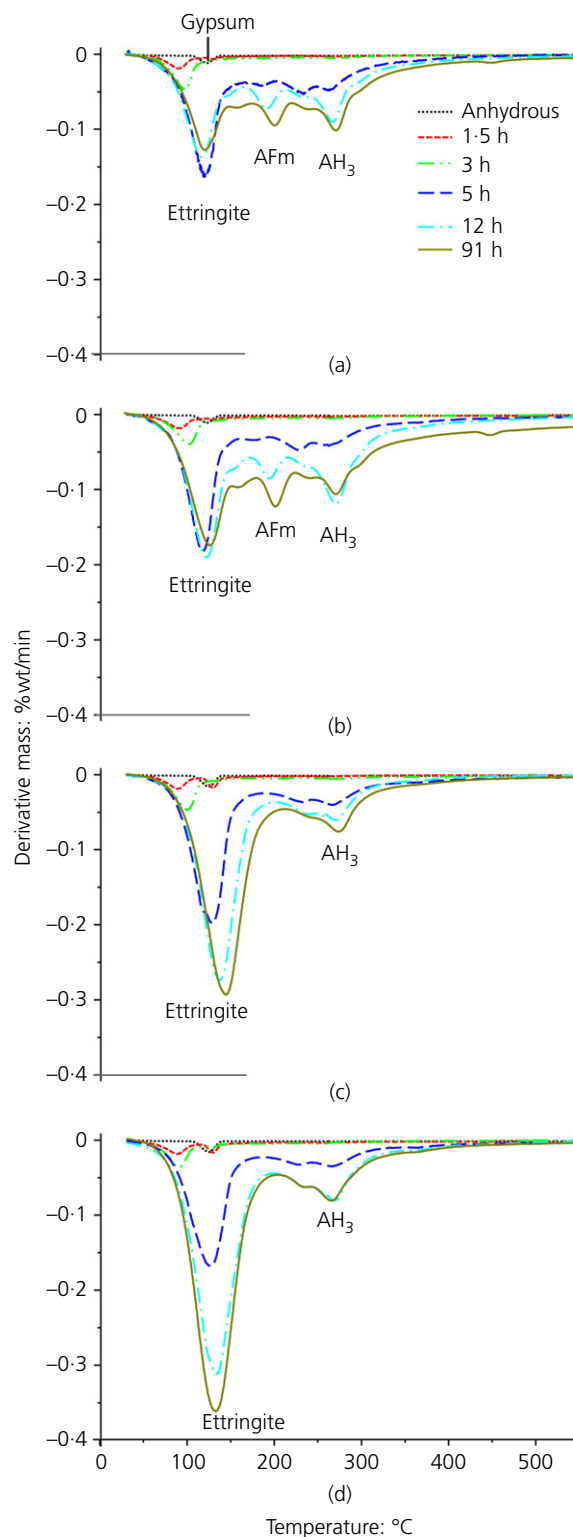 Gypsum
0
–0·1
–0·2
–0·3
–0·4
Ettringite
AFm
AH3
Anhydrous
1·5 h
3 h
5 h
12 h
91 h
(a)
0
–0·1
–0·2
–0·3
–0·4
Ettringite
AFm
AH3
(b)
Derivative mass: %wt/min
0
–0·1
–0·2
–0·3
–0·4
Ettringite
AH3
(c)
0
–0·1
–0·2
–0·3
–0·4
AH3
Ettringite
0 100 200 300 400 500
(d)
Temperature: °C